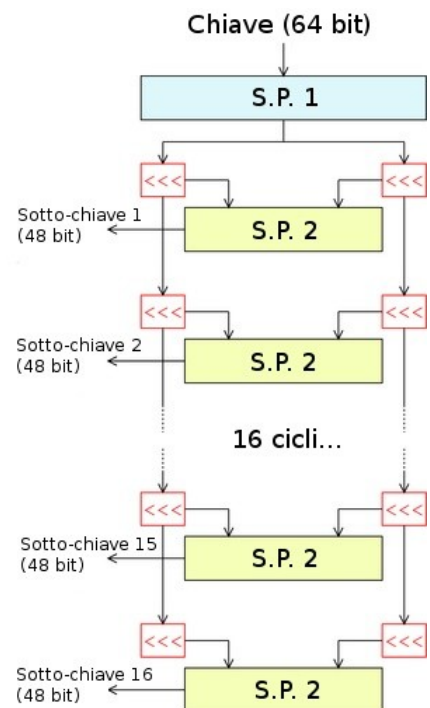 Chiave (64 bit)
S.P. 1
<<< <<<
Sotto-chiave 1
(48 bit)
S.P. 2
<<< <<<
Sotto-chiave 2
(48 bit)
S.P. 2
16 cicli...
<<< <<<
Sotto-chiave 15
(48 bit)
S.P. 2
<<< <<<
Sotto-chiave 16
(48 bit)
S.P. 2